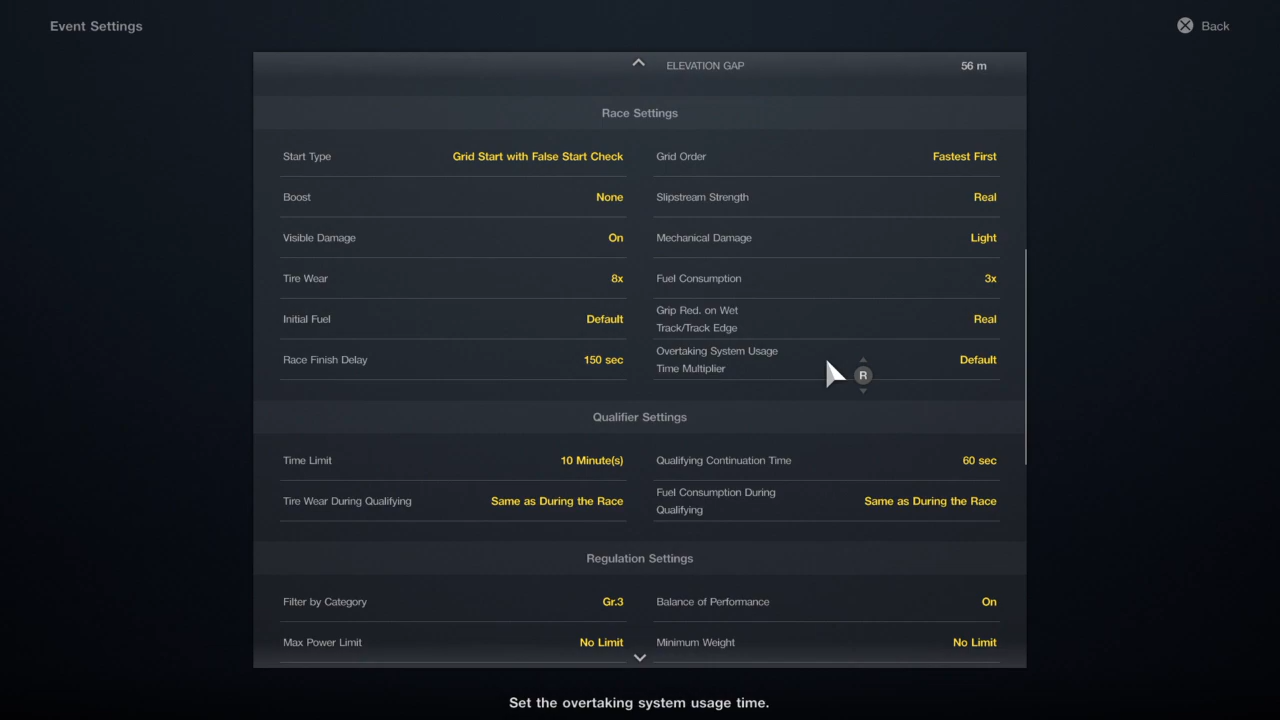 Event Settings
Back
ELEVATION GAP 56 m
Race Settings
Start Type Grid Start with False Start Check
Grid Order Fastest First
Boost None
Slipstream Strength Real
Visible Damage On
Mechanical Damage Light
Tire Wear 8x
Fuel Consumption 3x
Initial Fuel Default
Grip Red. on Wet
Track/Track Edge
Real
Race Finish Delay 150 sec
Overtaking System Usage
Time Multiplier
Default
R
Qualifier Settings
Time Limit 10 Minute(s)
Qualifying Continuation Time 60 sec
Tire Wear During Qualifying Same as During the Race
Fuel Consumption During
Qualifying
Same as During the Race
Regulation Settings
Filter by Category Gr.3
Balance of Performance On
Max Power Limit No Limit
Minimum Weight No Limit
Set the overtaking system usage time.